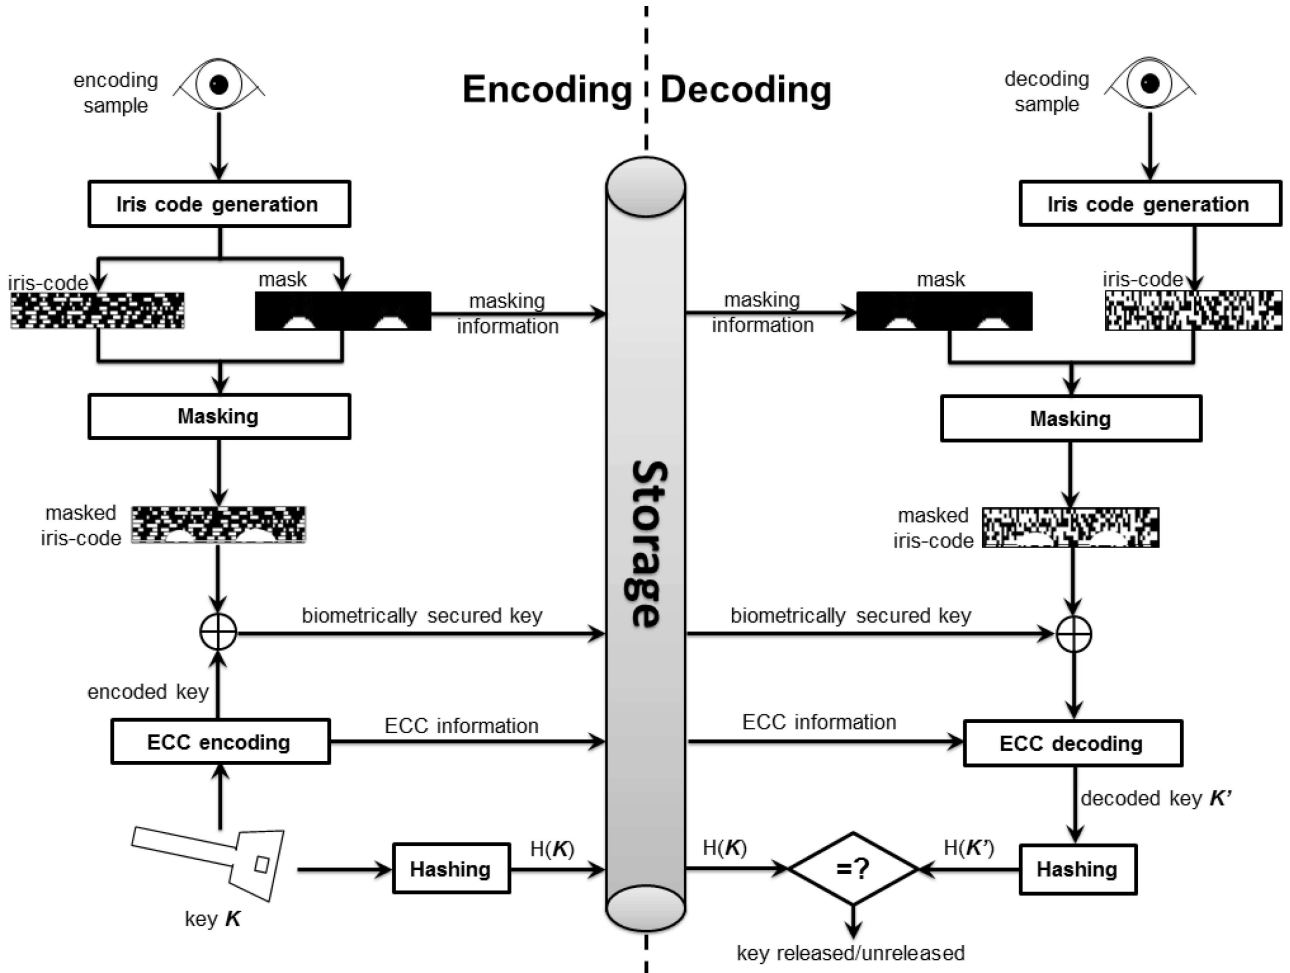 Encoding
Decoding
encoding
sample
Iris code generation
iris-code
mask
masking
information
Masking
masked
iris-code
biometrically secured key
encoded key
ECC encoding
ECC information
key K
Hashing
H(K)
Storage
decoding
sample
Iris code generation
masking
information
mask
iris-code
Masking
masked
iris-code
biometrically secured key
ECC information
ECC decoding
decoded key K’
H(K)
=?
H(K’)
Hashing
key released/unreleased